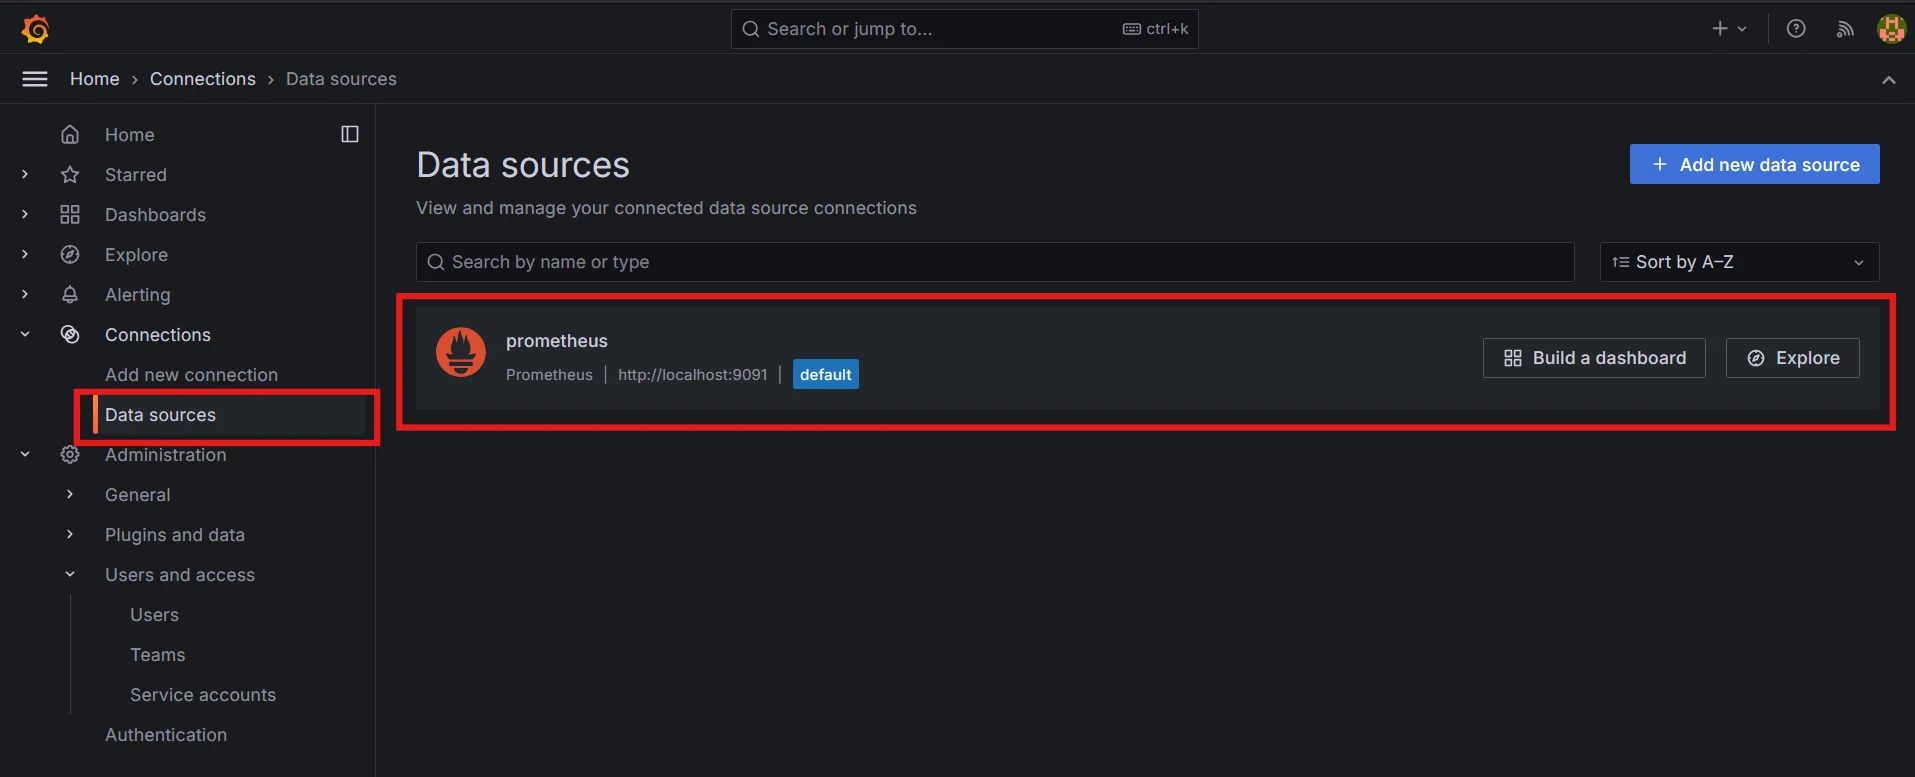 Search or jump to...
ctrl+k
Home
Connections
Data sources
Home
Starred
Dashboards
Explore
Alerting
Connections
Add new connection
Data sources
Administration
General
Plugins and data
Users and access
Users
Teams
Service accounts
Authentication
Data sources
Add new data source
View and manage your connected data source connections
Search by name or type
Sort by A–Z
prometheus
Prometheus | http://localhost:9091 | default
Build a dashboard
Explore